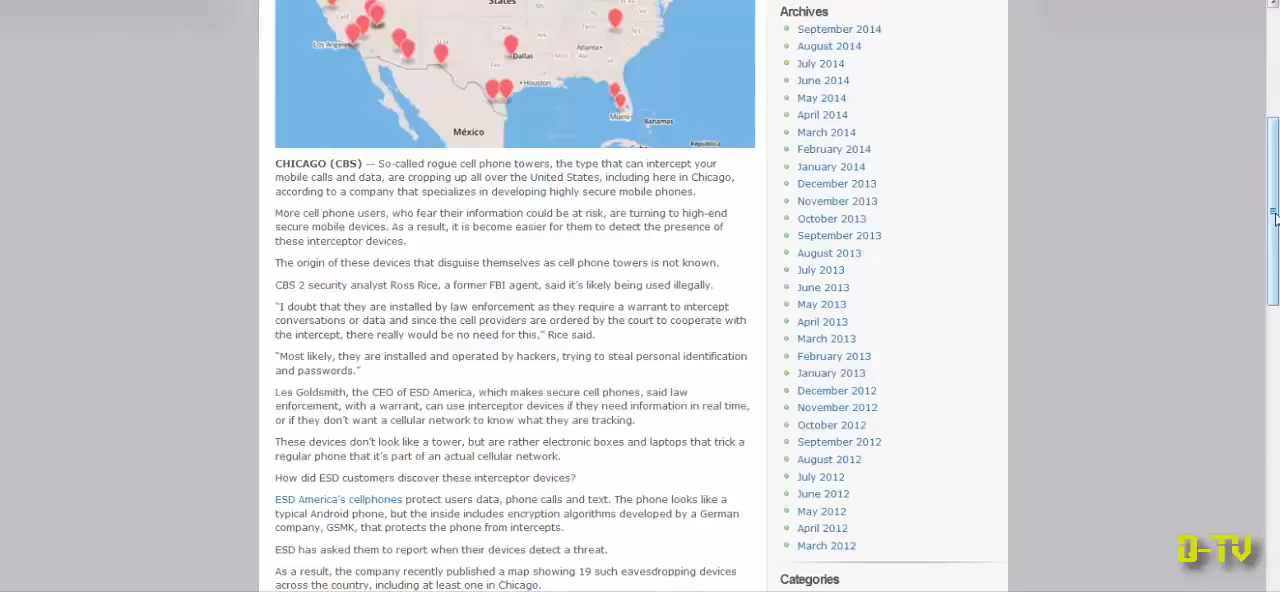 States
Calif
N.C.
Los Angeles
N.M.
Atlanta
Dallas
Tex.
Houston
Miami
Bahamas
México
República
CHICAGO (CBS) — So-called rogue cell phone towers, the type that can intercept your
mobile calls and data, are cropping up all over the United States, including here in Chicago,
according to a company that specializes in developing highly secure mobile phones.
More cell phone users, who fear their information could be at risk, are turning to high-end
secure mobile devices. As a result, it is become easier for them to detect the presence of
these interceptor devices.
The origin of these devices that disguise themselves as cell phone towers is not known.
CBS 2 security analyst Ross Rice, a former FBI agent, said it's likely being used illegally.
"I doubt that they are installed by law enforcement as they require a warrant to intercept
conversations or data and since the cell providers are ordered by the court to cooperate with
the intercept, there really would be no need for this," Rice said.
"Most likely, they are installed and operated by hackers, trying to steal personal identification
and passwords."
Les Goldsmith, the CEO of ESD America, which makes secure cell phones, said law
enforcement, with a warrant, can use interceptor devices if they need information in real time,
or if they don't want a cellular network to know what they are tracking.
These devices don't look like a tower, but are rather electronic boxes and laptops that trick a
regular phone that it's part of an actual cellular network.
How did ESD customers discover these interceptor devices?
ESD America's cellphones protect users data, phone calls and text. The phone looks like a
typical Android phone, but the inside includes encryption algorithms developed by a German
company, GSMK, that protects the phone from intercepts.
ESD has asked them to report when their devices detect a threat.
As a result, the company recently published a map showing 19 such eavesdropping devices
across the country, including at least one in Chicago.
Archives
September 2014
August 2014
July 2014
June 2014
May 2014
April 2014
March 2014
February 2014
January 2014
December 2013
November 2013
October 2013
September 2013
August 2013
July 2013
June 2013
May 2013
April 2013
March 2013
February 2013
January 2013
December 2012
November 2012
October 2012
September 2012
August 2012
July 2012
June 2012
May 2012
April 2012
March 2012
Categories
D-TV